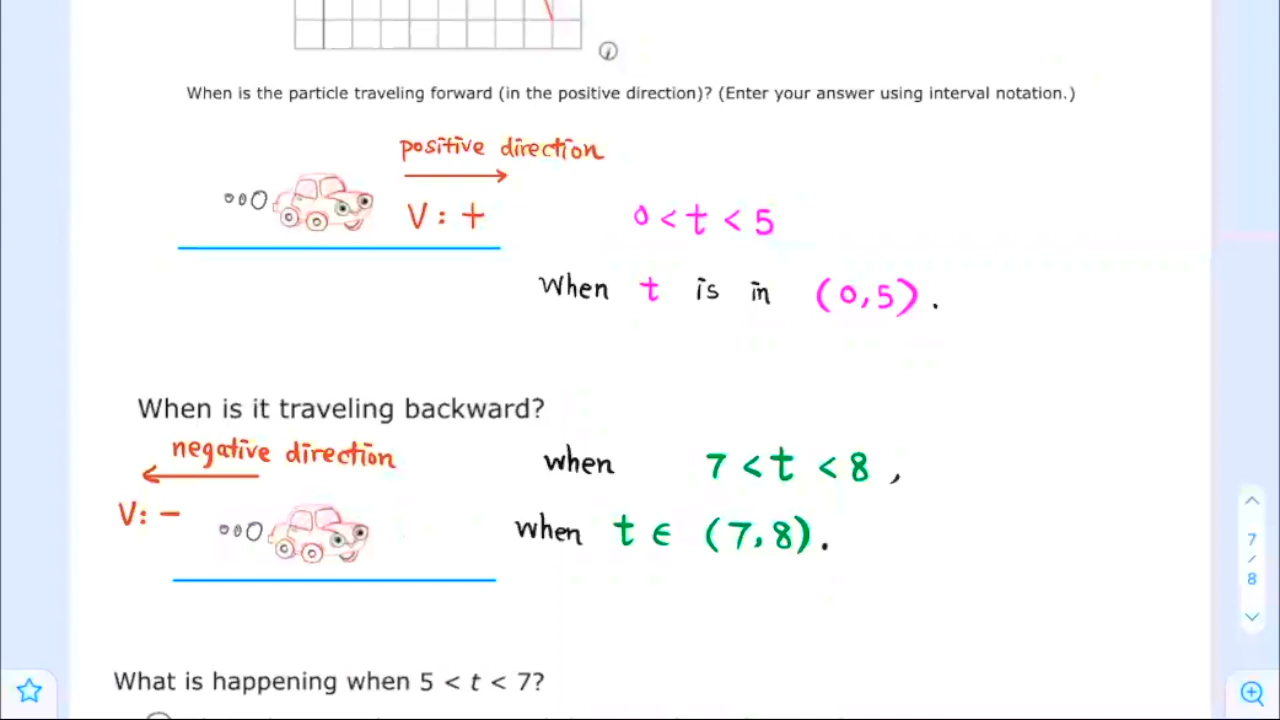 When is the particle traveling forward (in the positive direction)? (Enter your answer using interval notation.)
positive direction
V: +
0 < t < 5
When t is in (0,5).
When is it traveling backward?
negative direction
when 7 < t < 8,
V: −
when t ∈ (7,8).
7
/
8
What is happening when 5 < t < 7?